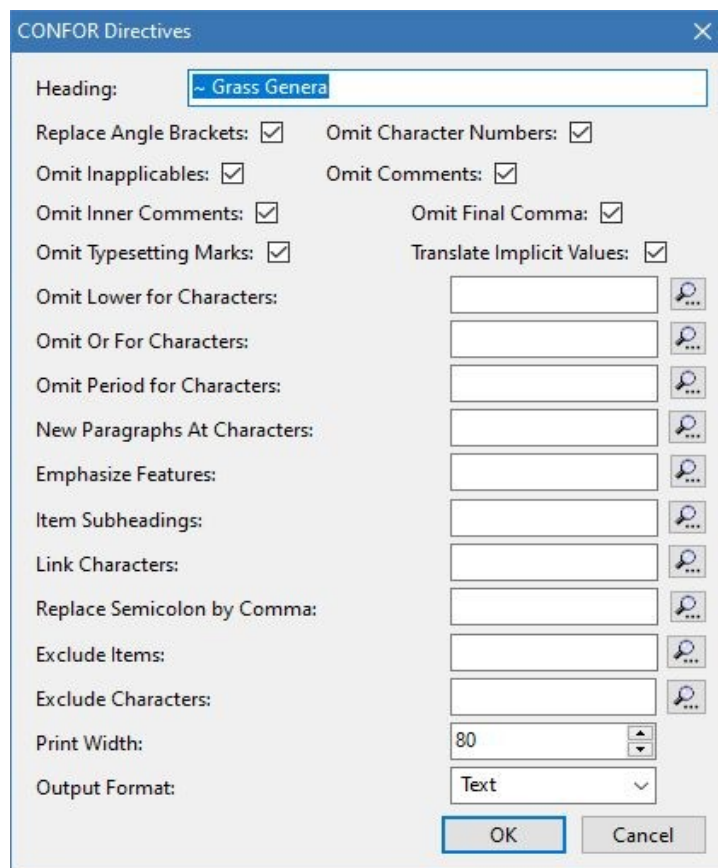 CONFOR Directives
Heading: ~ Grass Genera
Replace Angle Brackets: Omit Character Numbers:
Omit Inapplicables: Omit Comments:
Omit Inner Comments: Omit Final Comma:
Omit Typesetting Marks: Translate Implicit Values:
Omit Lower for Characters:
Omit Or For Characters:
Omit Period for Characters:
New Paragraphs At Characters:
Emphasize Features:
Item Subheadings:
Link Characters:
Replace Semicolon by Comma:
Exclude Items:
Exclude Characters:
Print Width: 80
Output Format: Text
OK Cancel